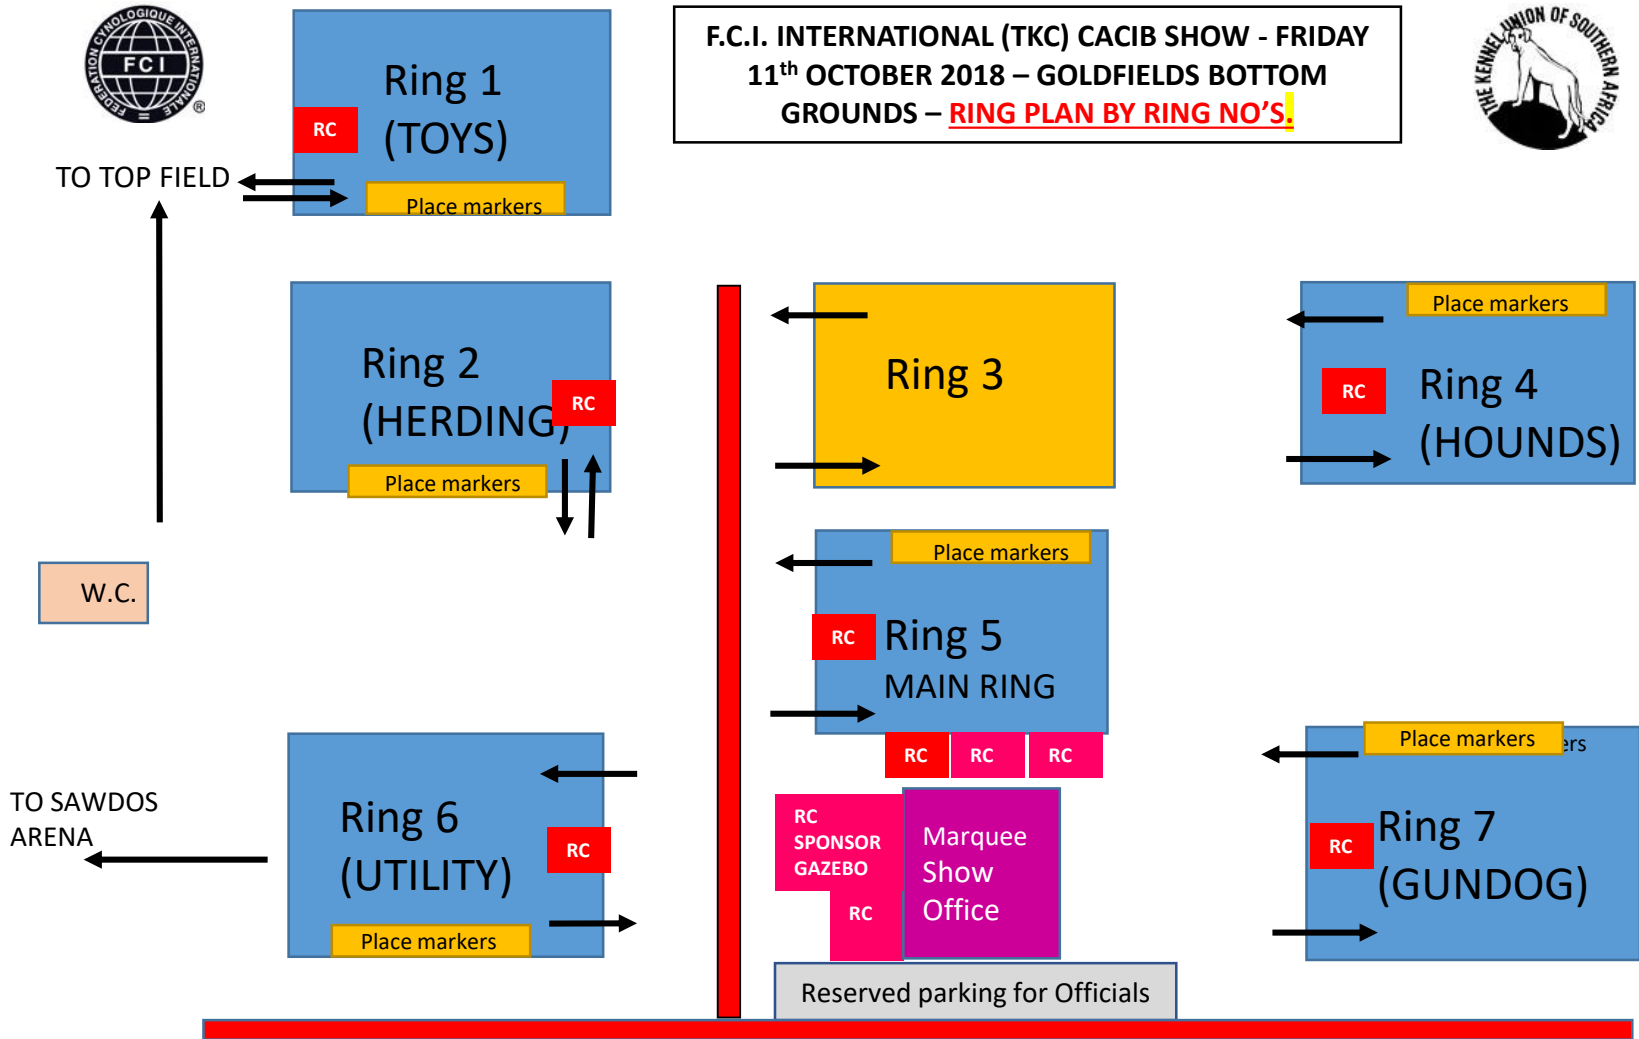 FEDERATION CYNOLOGIQUE INTERNATIONALE
FCI
®
F.C.I. INTERNATIONAL (TKC) CACIB SHOW - FRIDAY
11th OCTOBER 2018 – GOLDFIELDS BOTTOM
GROUNDS – RING PLAN BY RING NO'S.
THE KENNEL UNION OF SOUTHERN AFRICA
Ring 1
(TOYS)
RC
Place markers
TO TOP FIELD
Ring 2
(HERDING)
RC
Place markers
Ring 3
Place markers
RC
Ring 4
(HOUNDS)
W.C.
Place markers
RC
Ring 5
MAIN RING
RC
RC
RC
TO SAWDOS
ARENA
Ring 6
(UTILITY)
RC
Place markers
RC
SPONSOR
GAZEBO
RC
Marquee
Show
Office
Place markers
ers
RC
Ring 7
(GUNDOG)
Reserved parking for Officials